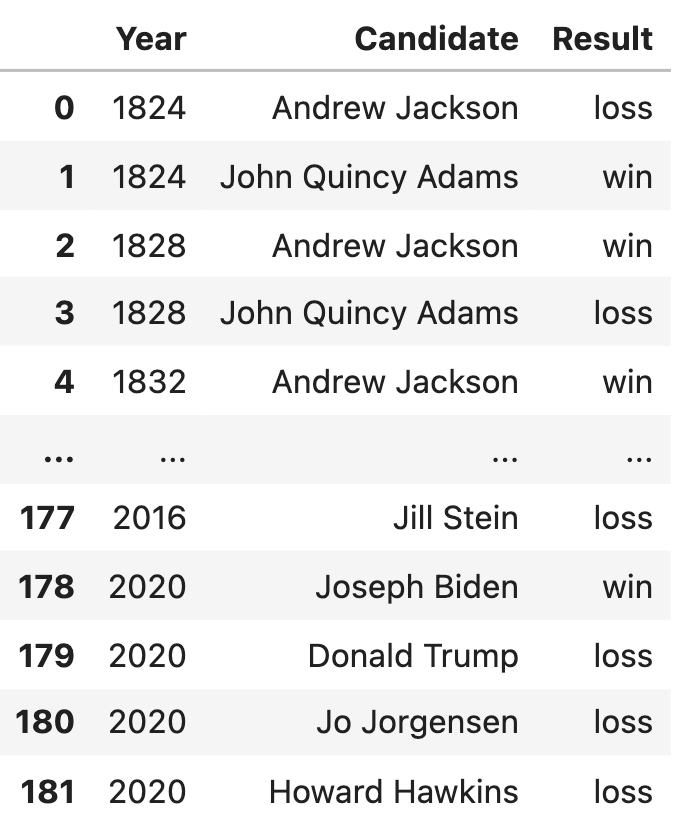 Year Candidate Result
0 1824 Andrew Jackson loss
1 1824 John Quincy Adams win
2 1828 Andrew Jackson win
3 1828 John Quincy Adams loss
4 1832 Andrew Jackson win
... ... ... ...
177 2016 Jill Stein loss
178 2020 Joseph Biden win
179 2020 Donald Trump loss
180 2020 Jo Jorgensen loss
181 2020 Howard Hawkins loss